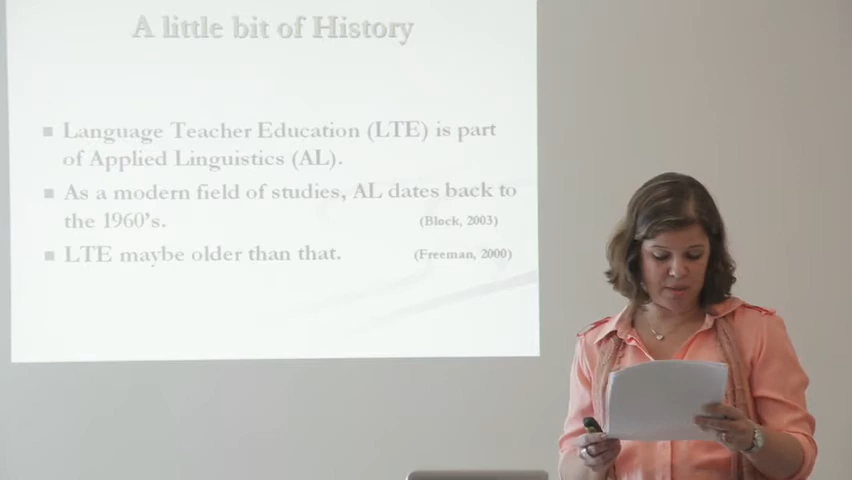 A little bit of History
Language Teacher Education (LTE) is part
of Applied Linguistics (AL).
As a modern field of studies, AL dates back to
the 1960's. (Block, 2003)
LTE maybe older than that. (Freeman, 2000)